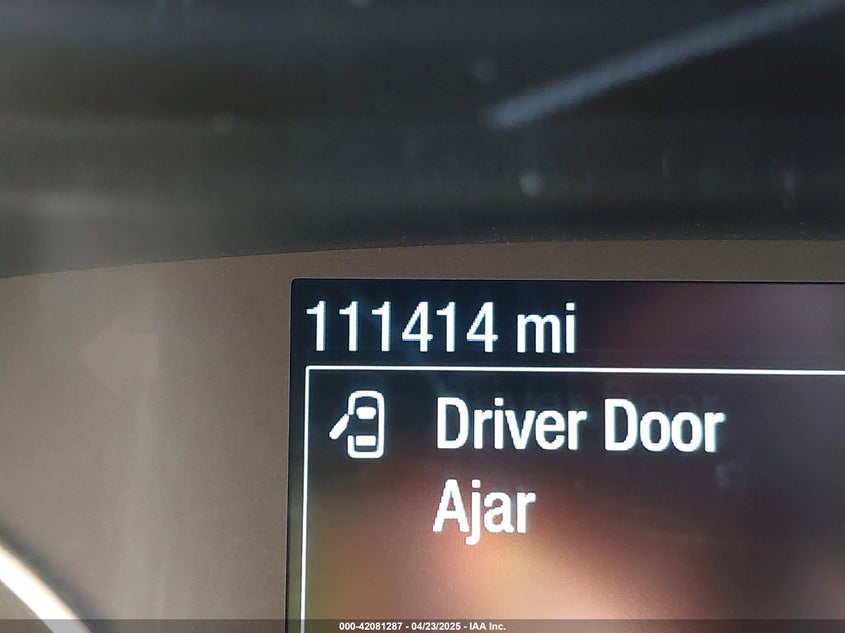 111414 mi
Driver Door
Ajar
000-42081287 - 04/23/2025 - IAA Inc.